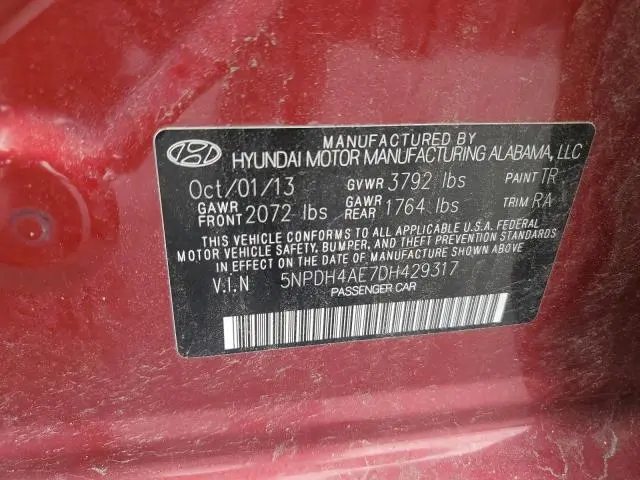 MANUFACTURED BY
HYUNDAI MOTOR MANUFACTURING ALABAMA, LLC
Oct/01/13 GVWR 3792 lbs PAINT TR
GAWR FRONT 2072 lbs GAWR REAR 1764 lbs TRIM RA
THIS VEHICLE CONFORMS TO ALL APPLICABLE U.S.A. FEDERAL
MOTOR VEHICLE SAFETY, BUMPER, AND THEFT PREVENTION STANDARDS
IN EFFECT ON THE DATE OF MANUFACTURE SHOWN ABOVE.
V.I.N 5NPDH4AE7DH429317
PASSENGER CAR